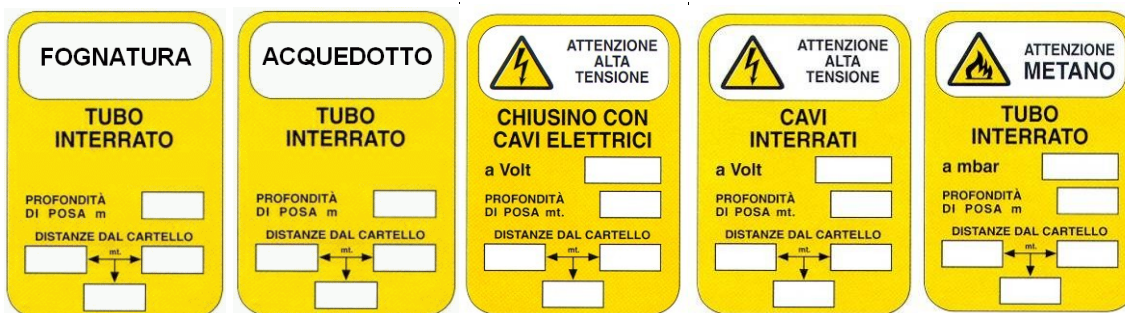 FOGNATURA
TUBO
INTERRATO
PROFONDITÀ
DI POSA m
DISTANZE DAL CARTELLO
mt.
ACQUEDOTTO
TUBO
INTERRATO
PROFONDITÀ
DI POSA m
DISTANZE DAL CARTELLO
mt.
ATTENZIONE
ALTA
TENSIONE
CHIUSINO CON
CAVI ELETTRICI
a Volt
PROFONDITÀ
DI POSA mt.
DISTANZE DAL CARTELLO
mt.
ATTENZIONE
ALTA
TENSIONE
CAVI
INTERRATI
a Volt
PROFONDITÀ
DI POSA mt.
DISTANZE DAL CARTELLO
mt.
ATTENZIONE
METANO
TUBO
INTERRATO
a mbar
PROFONDITÀ
DI POSA m
DISTANZE DAL CARTELLO
mt.